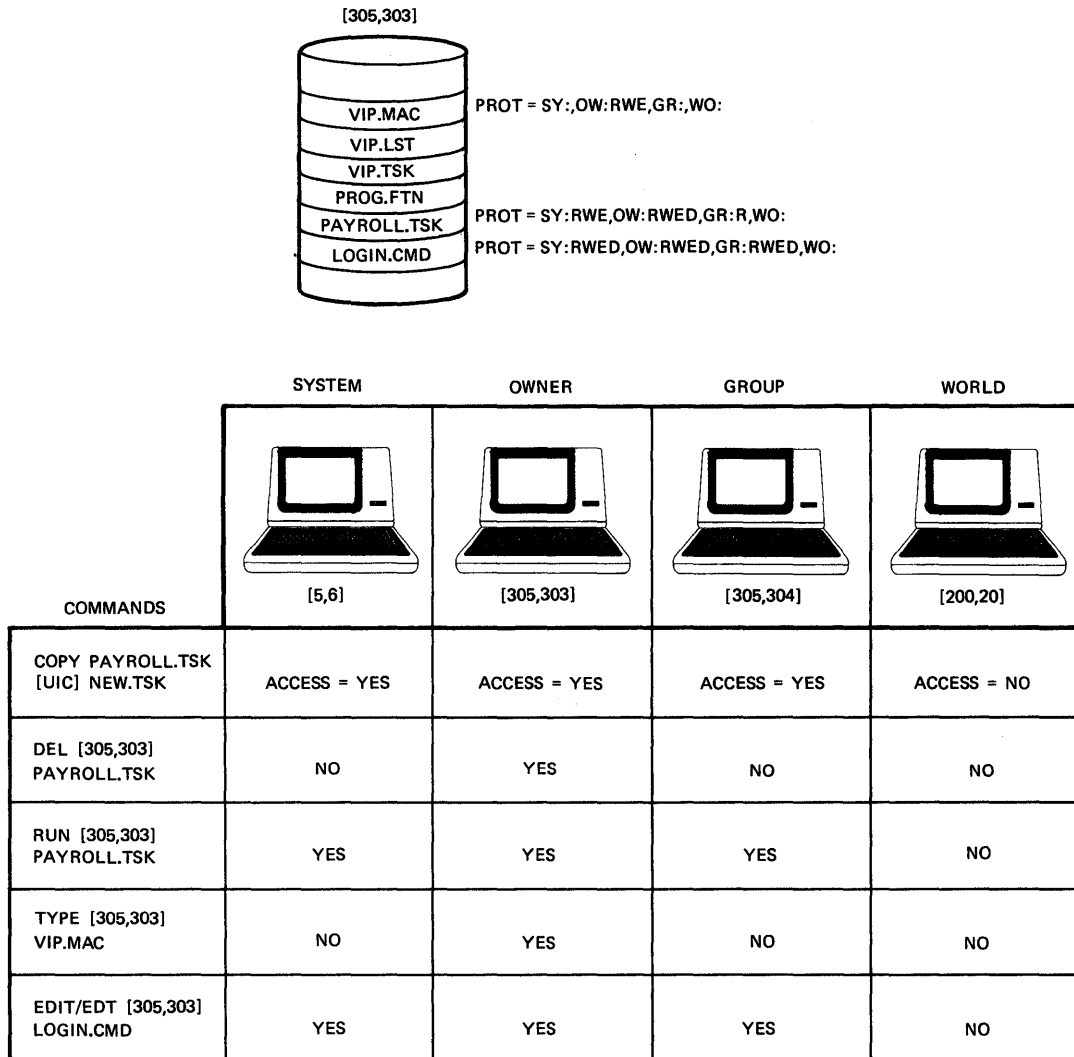 [305,303]
VIP.MAC
PROT = SY:,OW:RWE,GR:,WO:
VIP.LST
VIP.TSK
PROG.FTN
PAYROLL.TSK
PROT = SY:RWE,OW:RWED,GR:R,WO:
LOGIN.CMD
PROT = SY:RWED,OW:RWED,GR:RWED,WO:
SYSTEM OWNER GROUP WORLD
[5,6] [305,303] [305,304] [200,20]
COMMANDS
COPY PAYROLL.TSK
[UIC] NEW.TSK ACCESS = YES ACCESS = YES ACCESS = YES ACCESS = NO
DEL [305,303]
PAYROLL.TSK NO YES NO NO
RUN [305,303]
PAYROLL.TSK YES YES YES NO
TYPE [305,303]
VIP.MAC NO YES NO NO
EDIT/EDT [305,303]
LOGIN.CMD YES YES YES NO